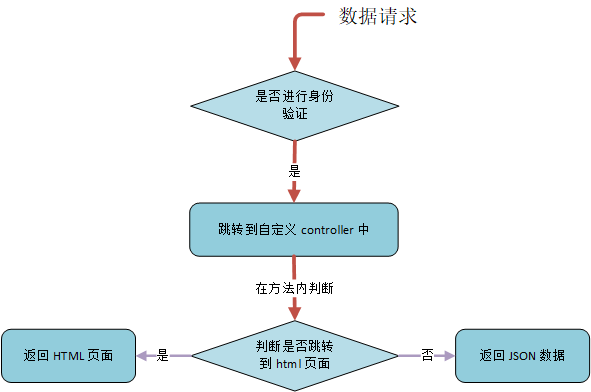 数据请求
是否进行身份
验证
是
跳转到自定义 controller 中
在方法内判断
判断是否跳转
到 html 页面
返回 HTML 页面
是
否
返回 JSON 数据